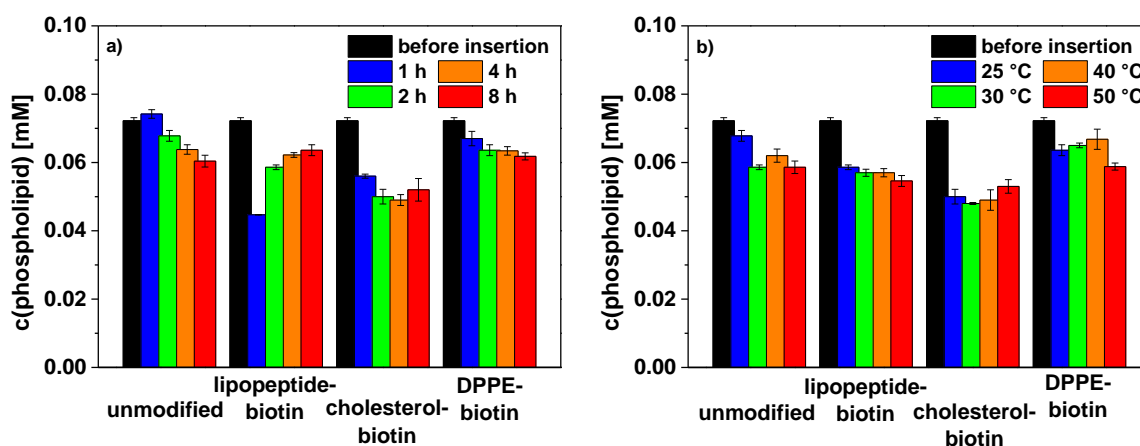 a)
before insertion
1 h
4 h
2 h
8 h
c(phospholipid) [mM]
0.10
0.08
0.06
0.04
0.02
0.00
unmodified
lipopeptide-
biotin
cholesterol-
biotin
DPPE-
biotin
b)
before insertion
25 °C
40 °C
30 °C
50 °C
c(phospholipid) [mM]
0.10
0.08
0.06
0.04
0.02
0.00
unmodified
lipopeptide-
biotin
cholesterol-
biotin
DPPE-
biotin